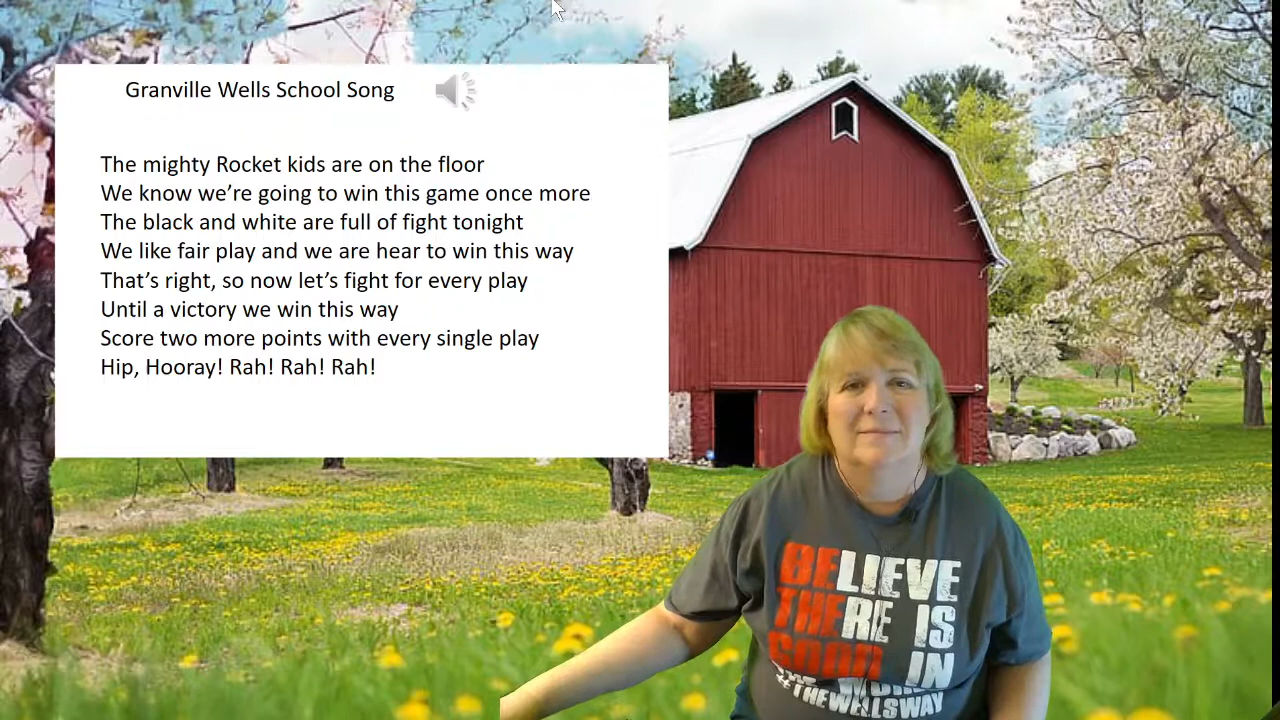 Granville Wells School Song
The mighty Rocket kids are on the floor
We know we're going to win this game once more
The black and white are full of fight tonight
We like fair play and we are hear to win this way
That's right, so now let's fight for every play
Until a victory we win this way
Score two more points with every single play
Hip, Hooray! Rah! Rah! Rah!
BELIEVE
THERE IS
GOOD IN
THE WORLD
#THEWELLSWAY